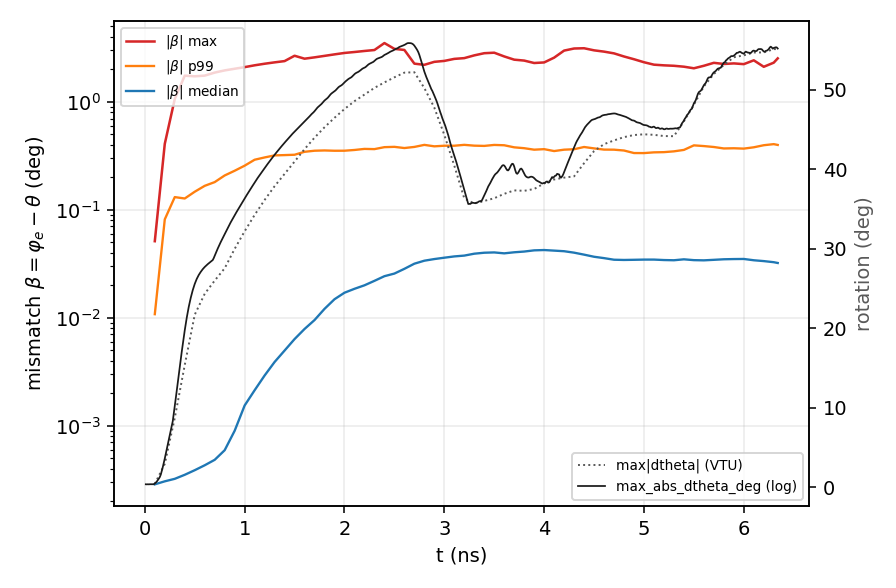 |β| max
|β| p99
|β| median
10⁰
10⁻¹
10⁻²
10⁻³
mismatch β = φₑ − θ (deg)
50
40
30
20
10
0
rotation (deg)
max|dtheta| (VTU)
max_abs_dtheta_deg (log)
0 1 2 3 4 5 6
t (ns)